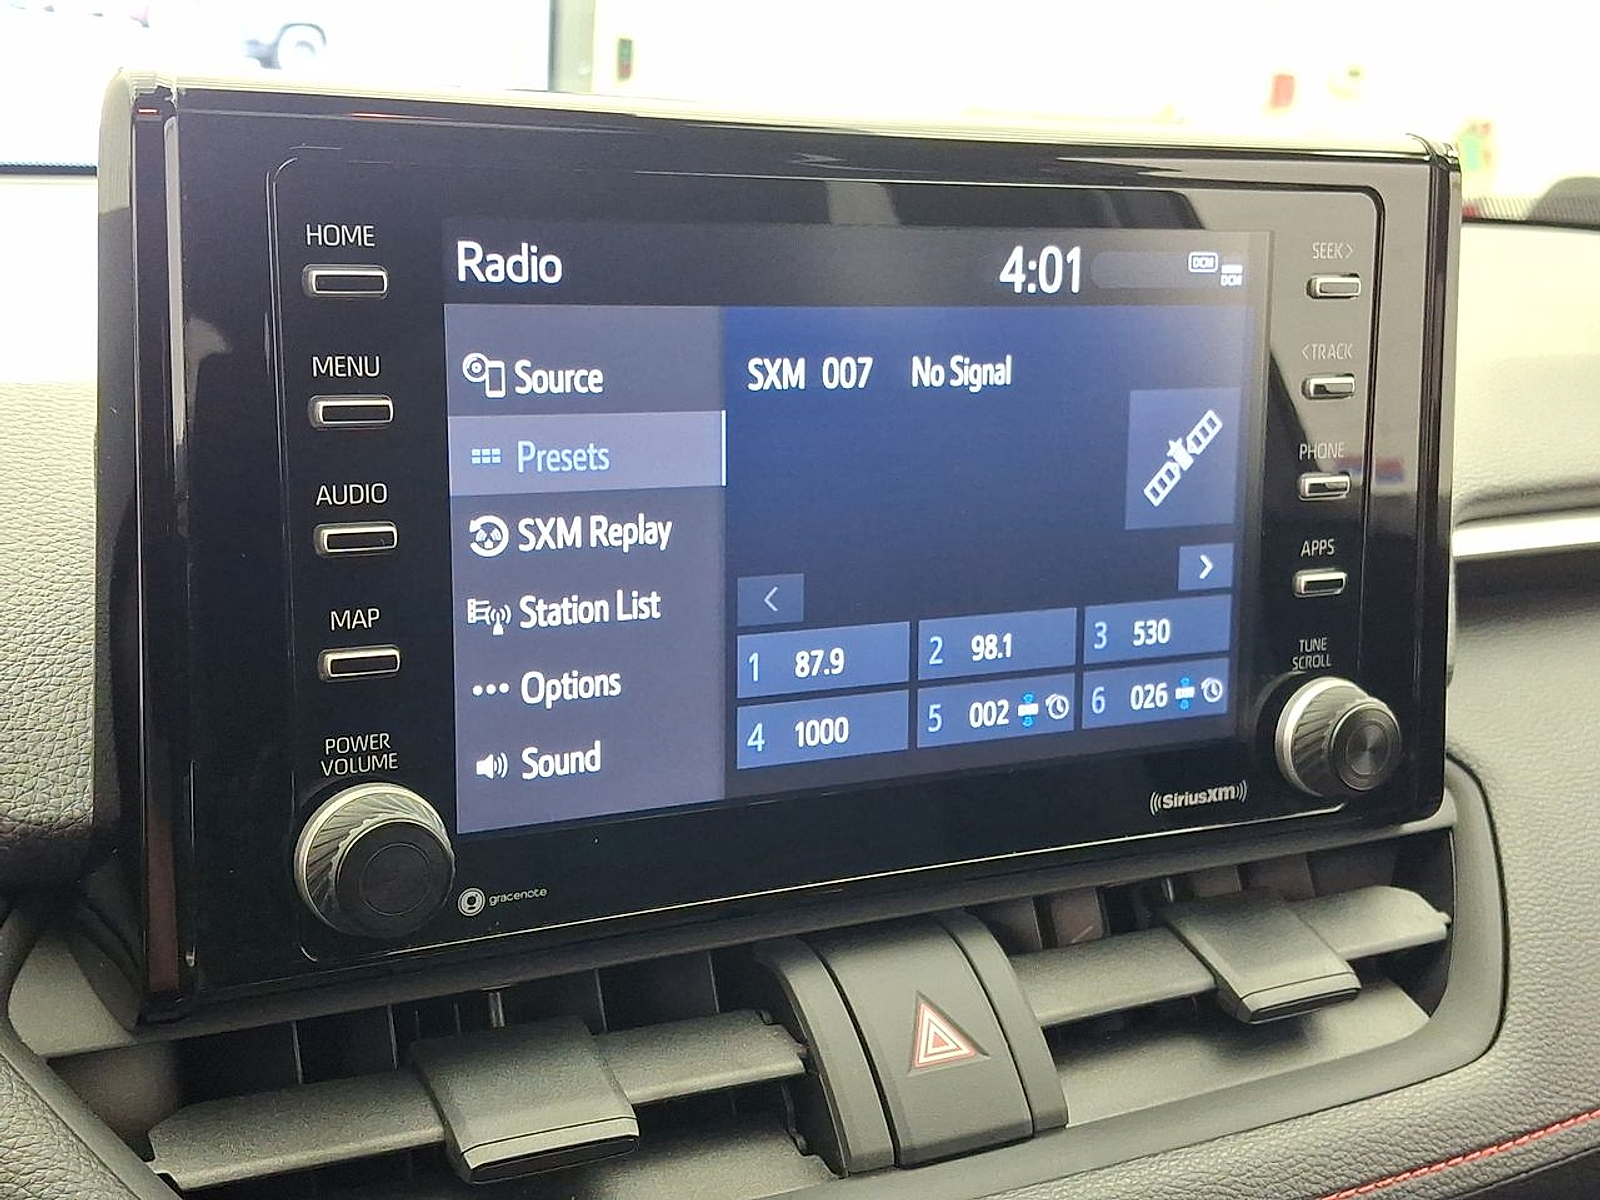 HOME
MENU
AUDIO
MAP
POWER
VOLUME
Radio
4:01
DCM
DCM
Source
Presets
SXM Replay
Station List
Options
Sound
SXM 007 No Signal
<
>
1 87.9
2 98.1
3 530
4 1000
5 002
6 026
SEEK >
< TRACK
PHONE
APPS
TUNE
SCROLL
((SiriusXM))
gracenote